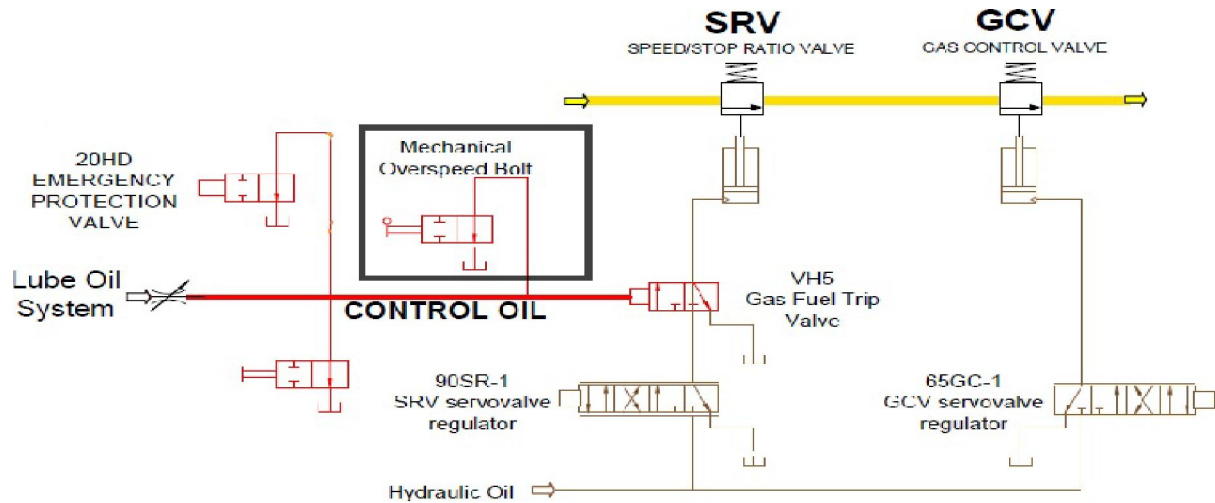 SRV
SPEED/STOP RATIO VALVE
GCV
GAS CONTROL VALVE
20HD
EMERGENCY
PROTECTION
VALVE
Mechanical
Overspeed Bolt
Lube Oil
System
CONTROL OIL
VH5
Gas Fuel Trip
Valve
90SR-1
SRV servovalve
regulator
65GC-1
GCV servovalve
regulator
Hydraulic Oil